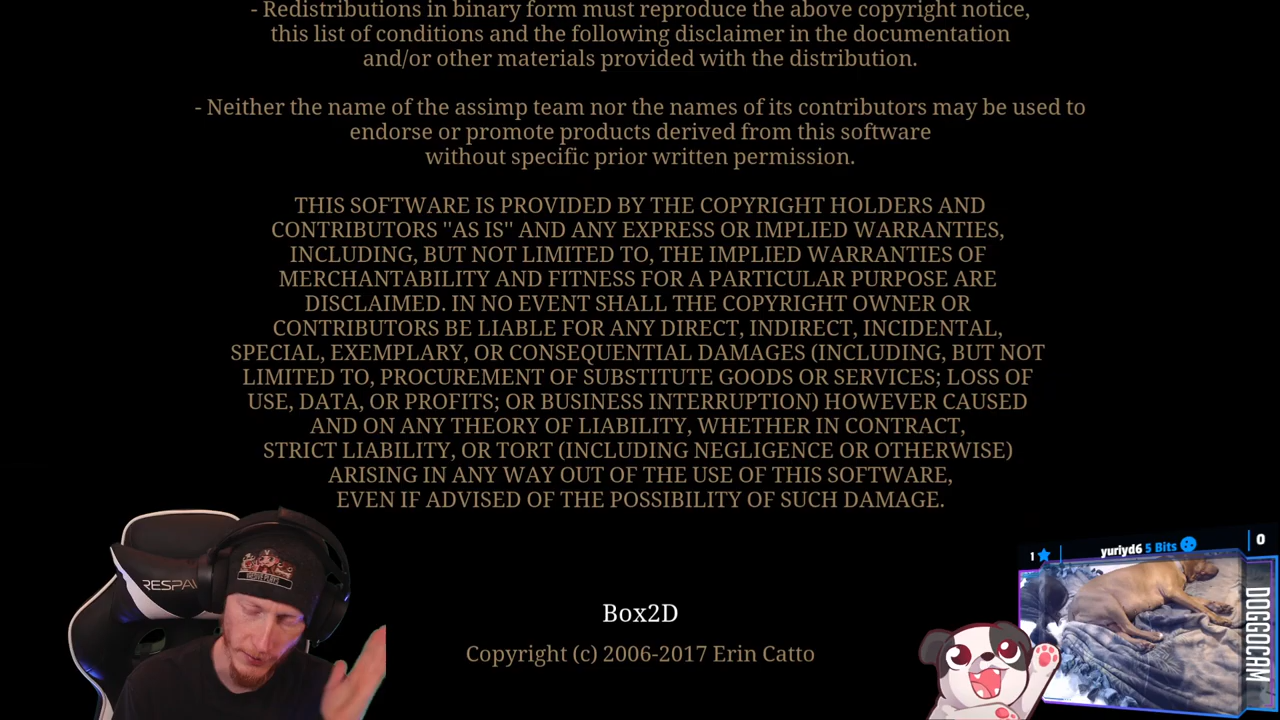 - Redistributions in binary form must reproduce the above copyright notice,
this list of conditions and the following disclaimer in the documentation
and/or other materials provided with the distribution.
- Neither the name of the assimp team nor the names of its contributors may be used to
endorse or promote products derived from this software
without specific prior written permission.
THIS SOFTWARE IS PROVIDED BY THE COPYRIGHT HOLDERS AND
CONTRIBUTORS ''AS IS'' AND ANY EXPRESS OR IMPLIED WARRANTIES,
INCLUDING, BUT NOT LIMITED TO, THE IMPLIED WARRANTIES OF
MERCHANTABILITY AND FITNESS FOR A PARTICULAR PURPOSE ARE
DISCLAIMED. IN NO EVENT SHALL THE COPYRIGHT OWNER OR
CONTRIBUTORS BE LIABLE FOR ANY DIRECT, INDIRECT, INCIDENTAL,
SPECIAL, EXEMPLARY, OR CONSEQUENTIAL DAMAGES (INCLUDING, BUT NOT
LIMITED TO, PROCUREMENT OF SUBSTITUTE GOODS OR SERVICES; LOSS OF
USE, DATA, OR PROFITS; OR BUSINESS INTERRUPTION) HOWEVER CAUSED
AND ON ANY THEORY OF LIABILITY, WHETHER IN CONTRACT,
STRICT LIABILITY, OR TORT (INCLUDING NEGLIGENCE OR OTHERWISE)
ARISING IN ANY WAY OUT OF THE USE OF THIS SOFTWARE,
EVEN IF ADVISED OF THE POSSIBILITY OF SUCH DAMAGE.
Box2D
Copyright (c) 2006-2017 Erin Catto
1
yuriyd6 5 Bits
0
DOGGOCAM